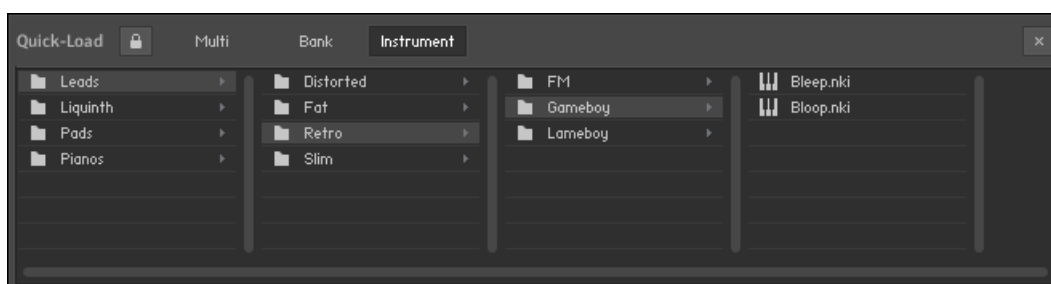 Quick-Load Multi Bank Instrument
Leads Distorted FM Bleep.nki
Liquinth Fat Gameboy Bloop.nki
Pads Retro Lameboy
Pianos Slim